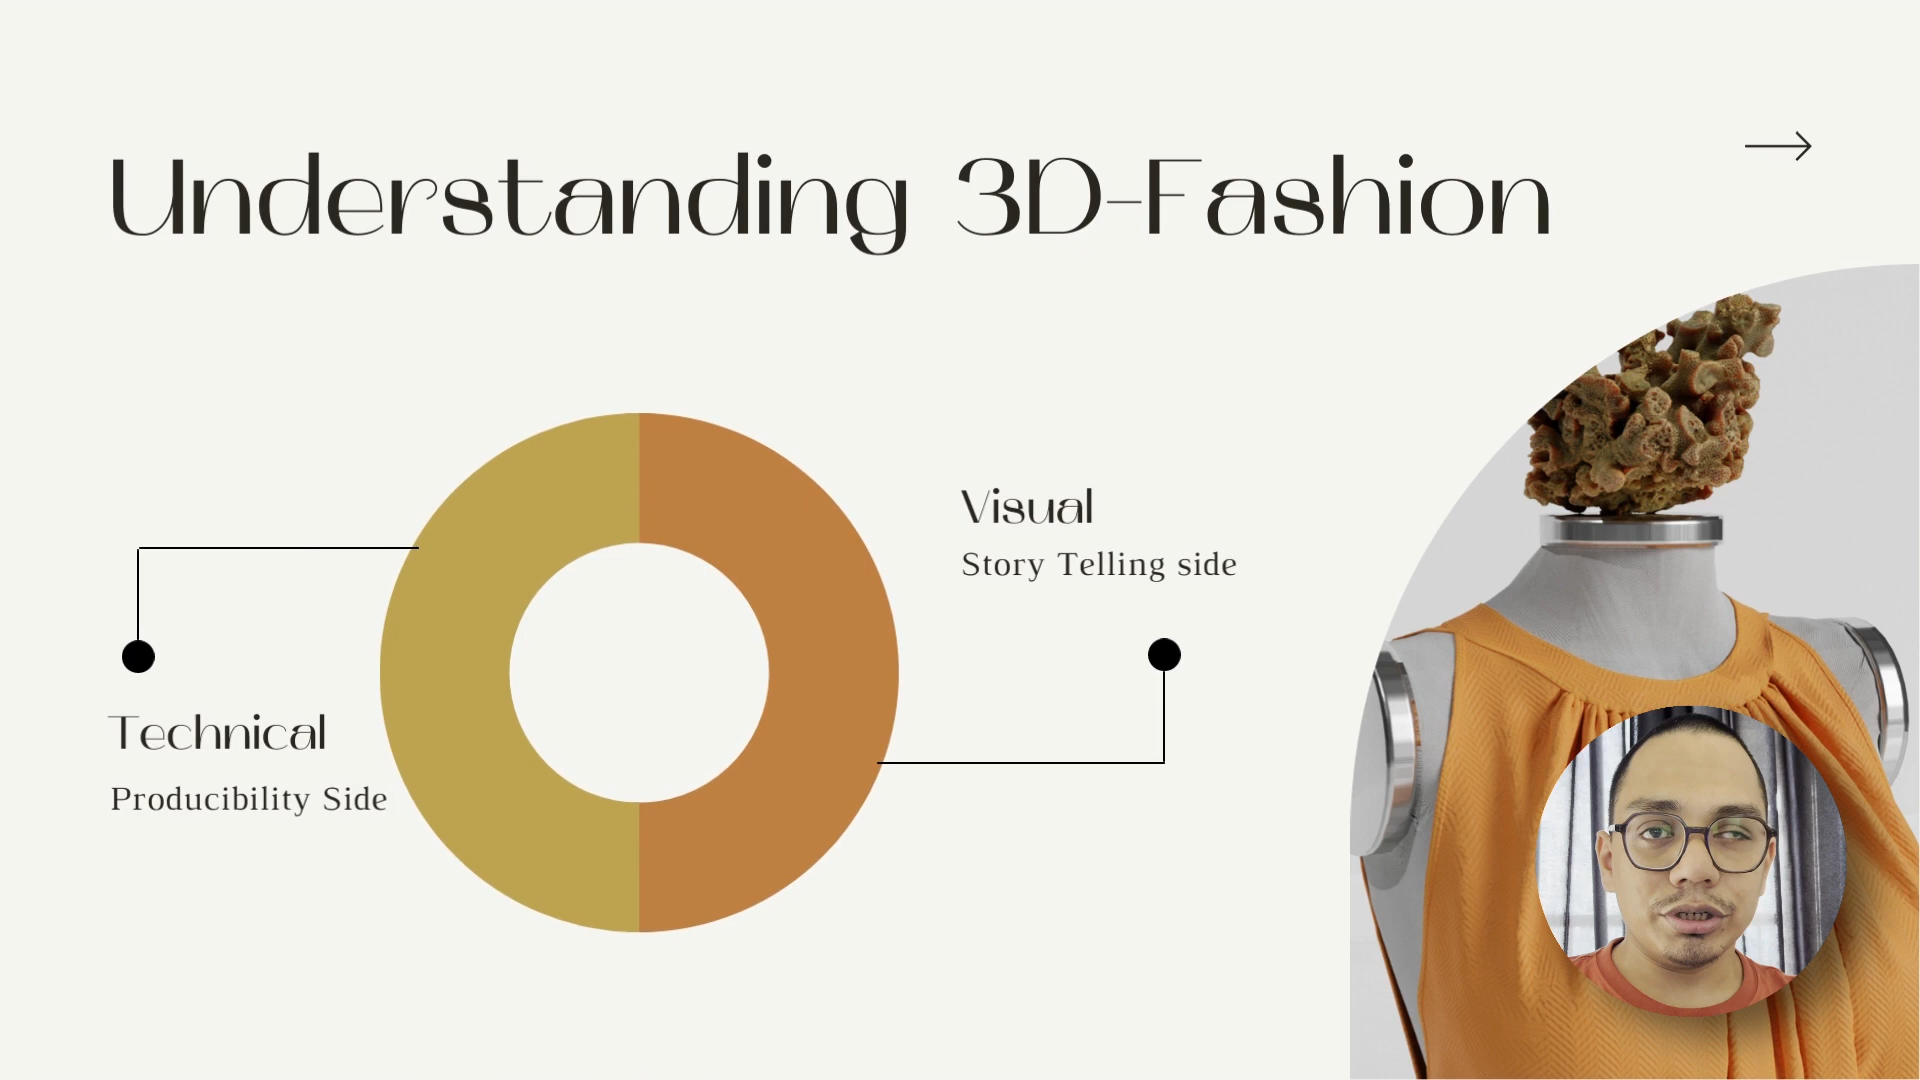 Understanding 3D-Fashion
Visual
Story Telling side
Technical
Producibility Side